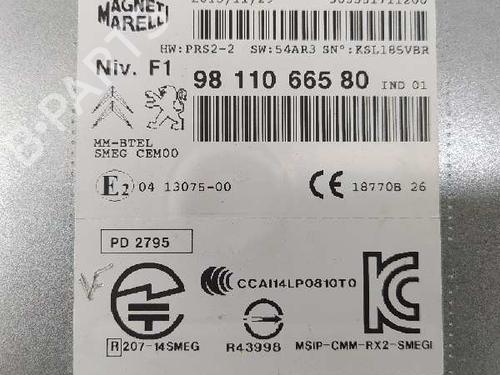 MAGNETI
MARELLI
HW:PRS2-2 SW:54AR3 SN°:KSL185VBR
Niv. F1
98 110 665 80 IND 01
MM-BTEL
SMEG CEM00
E2 04 13075-00
CE 18770B 26
PD 2795
CCAI14LP0810T0
R 207-14SMEG
R43998
MSIP-CMM-RX2-SMEGI
B-PARTS